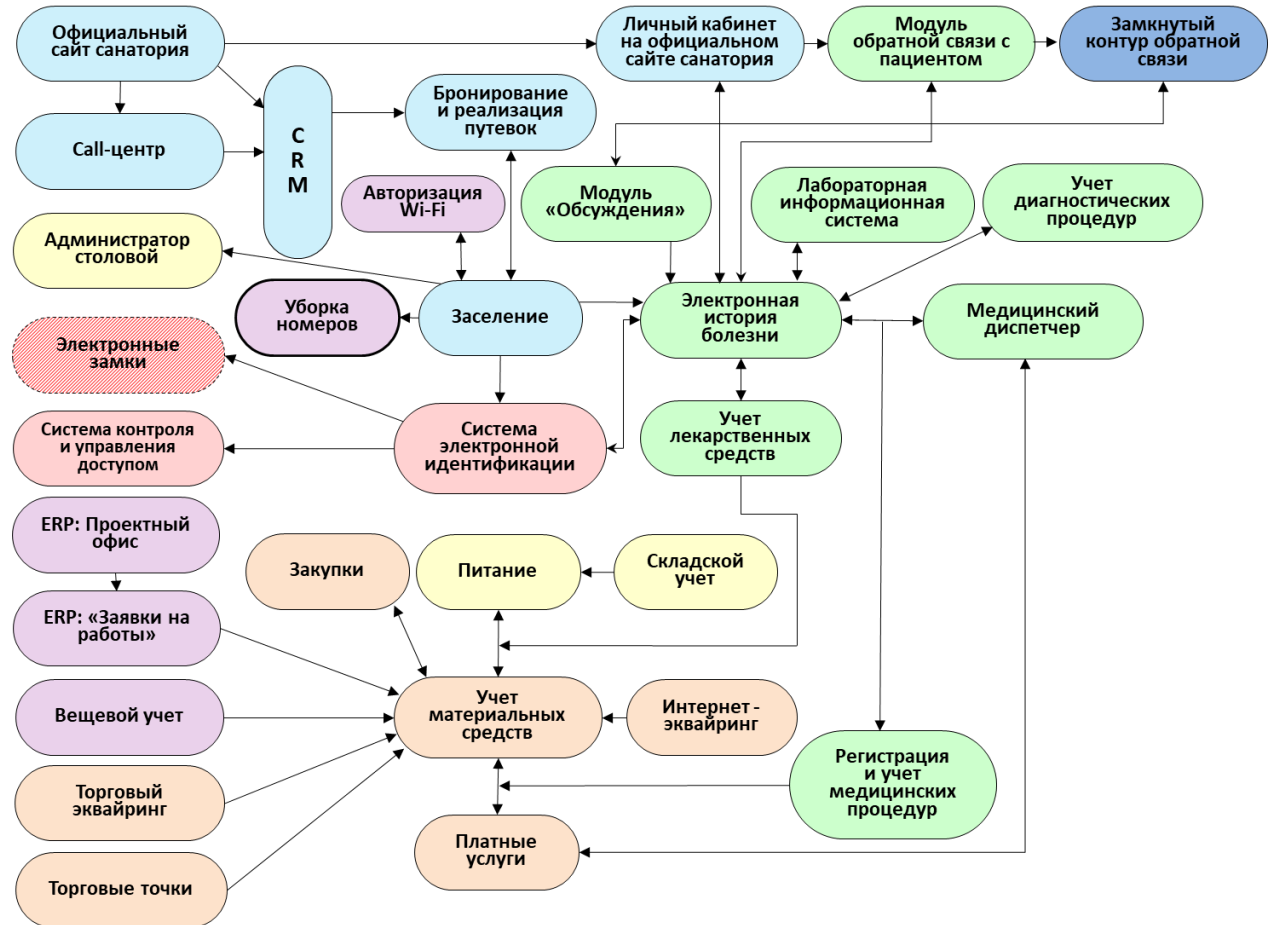 Официальный
сайт санатория
Личный кабинет
на официальном
сайте санатория
Модуль
обратной связи с
пациентом
Замкнутый
контур обратной
связи
Call-центр
C
R
M
Бронирование
и реализация
путевок
Авторизация
Wi-Fi
Модуль
«Обсуждения»
Лабораторная
информационная
система
Учет
диагностических
процедур
Администратор
столовой
Уборка
номеров
Заселение
Электронная
история
болезни
Медицинский
диспетчер
Электронные
замки
Система контроля
и управления
доступом
Система
электронной
идентификации
Учет
лекарственных
средств
ERP: Проектный
офис
Закупки
Питание
Складской
учет
ERP: «Заявки на
работы»
Вещевой учет
Учет
материальных
средств
Интернет -
эквайринг
Торговый
эквайринг
Регистрация
и учет
медицинских
процедур
Платные
услуги
Торговые точки